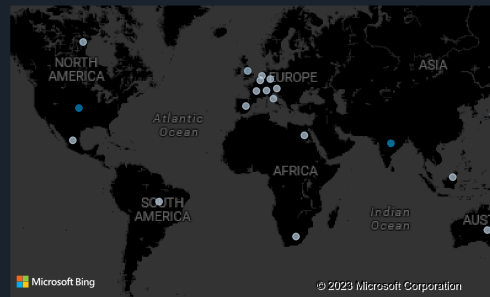 NORTH
AMERICA
EUROPE
ASIA
Atlantic
Ocean
AFRICA
SOUTH
AMERICA
Indian
Ocean
AUST
Microsoft Bing
© 2023 Microsoft Corporation